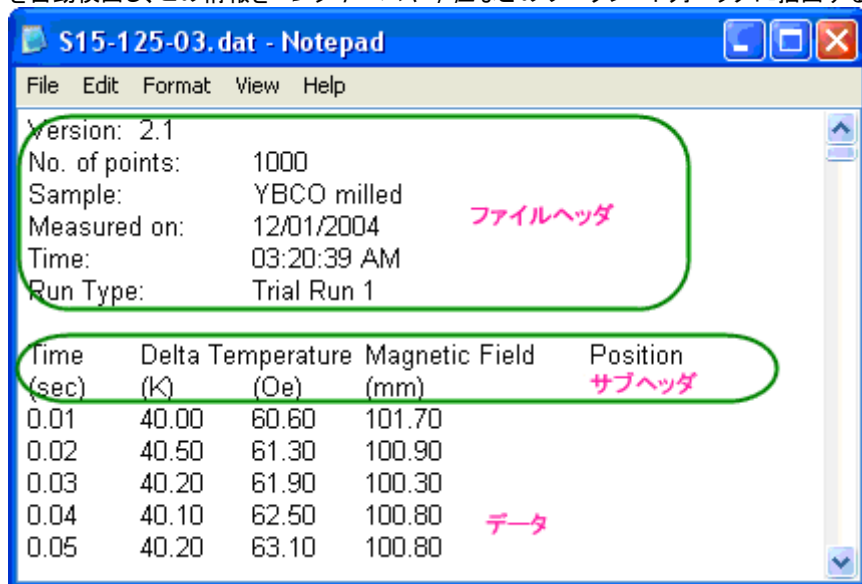 S15-125-03.dat - Notepad
File Edit Format View Help
Version: 2.1
No. of points: 1000
Sample: YBCO milled
Measured on: 12/01/2004
ファイルヘッダ
Time: 03:20:39 AM
Run Type: Trial Run 1
Time Delta Temperature Magnetic Field Position
(sec) (K) (Oe) (mm)
サブヘッダ
0.01 40.00 60.60 101.70
0.02 40.50 61.30 100.90
0.03 40.20 61.90 100.30
0.04 40.10 62.50 100.80
データ
0.05 40.20 63.10 100.80